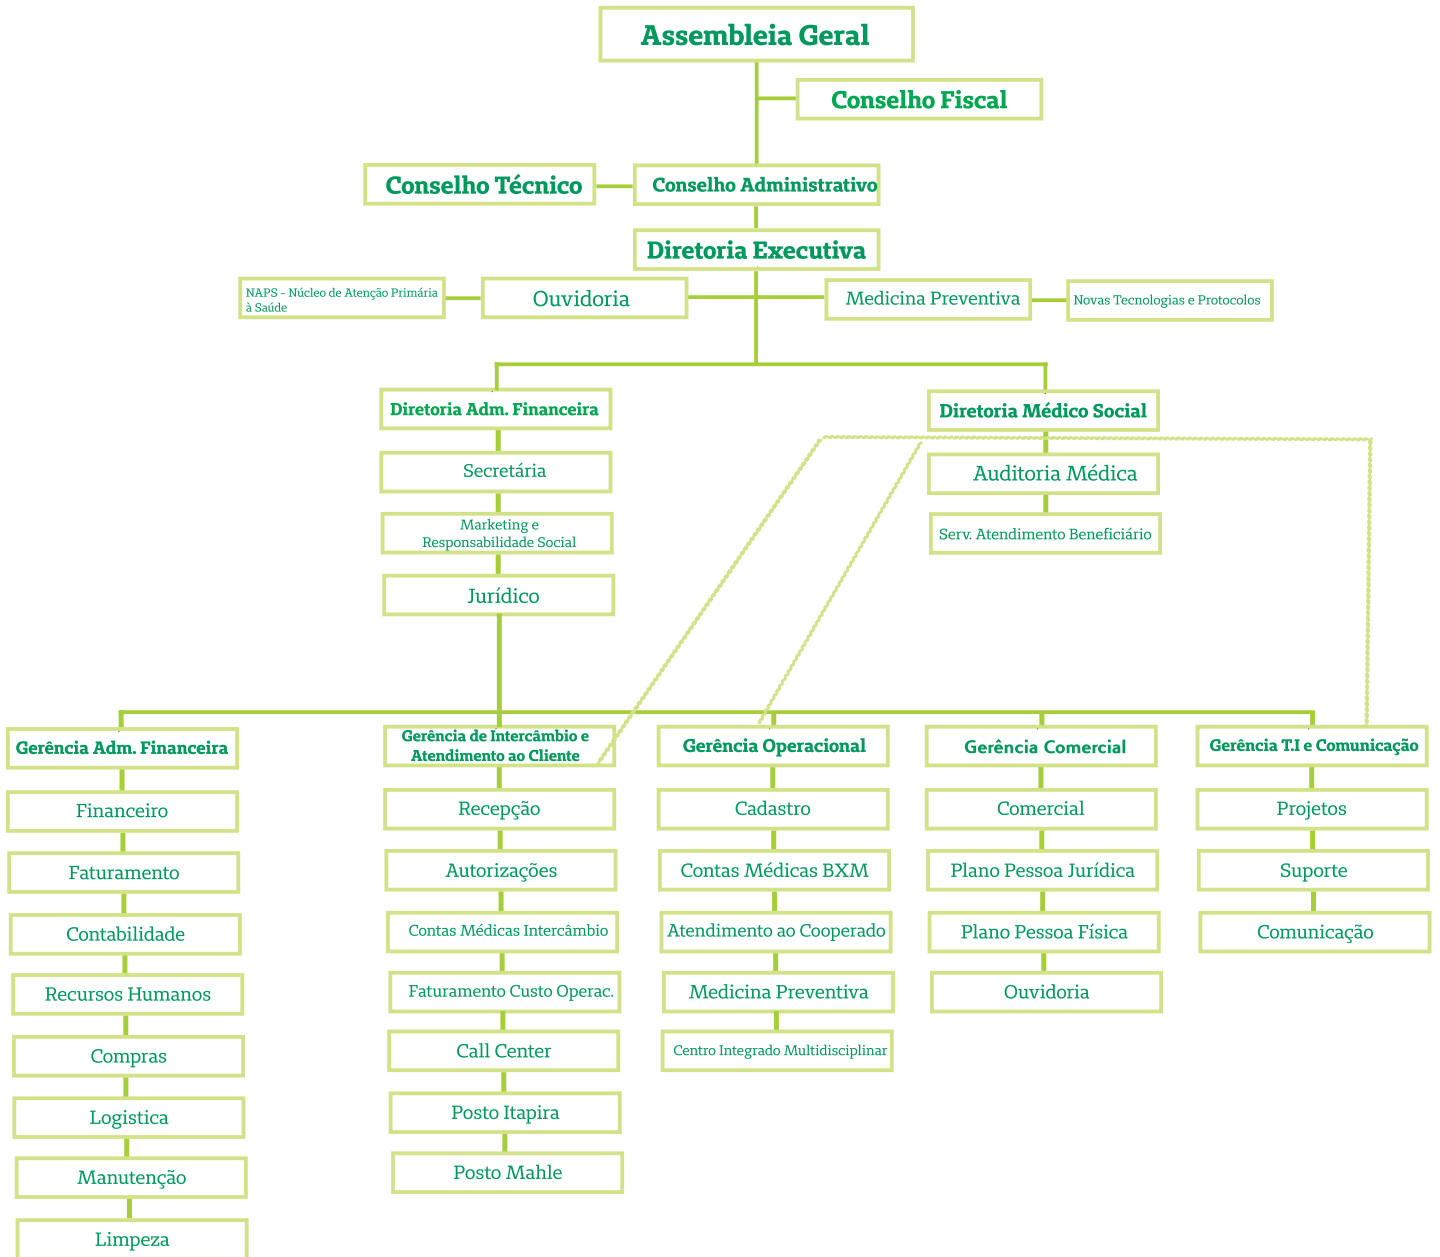 Assembleia Geral
Conselho Fiscal
Conselho Técnico
Conselho Administrativo
Diretoria Executiva
NAPS - Núcleo de Atenção Primária
à Saúde
Ouvidoria
Medicina Preventiva
Novas Tecnologias e Protocolos
Diretoria Adm. Financeira
Secretária
Marketing e
Responsabilidade Social
Jurídico
Diretoria Médico Social
Auditoria Médica
Serv. Atendimento Beneficiário
Gerência Adm. Financeira
Financeiro
Faturamento
Contabilidade
Recursos Humanos
Compras
Logistica
Manutenção
Limpeza
Gerência de Intercâmbio e
Atendimento ao Cliente
Recepção
Autorizações
Contas Médicas Intercâmbio
Faturamento Custo Operac.
Call Center
Posto Itapira
Posto Mahle
Gerência Operacional
Cadastro
Contas Médicas BXM
Atendimento ao Cooperado
Medicina Preventiva
Centro Integrado Multidisciplinar
Gerência Comercial
Comercial
Plano Pessoa Jurídica
Plano Pessoa Física
Ouvidoria
Gerência T.I e Comunicação
Projetos
Suporte
Comunicação